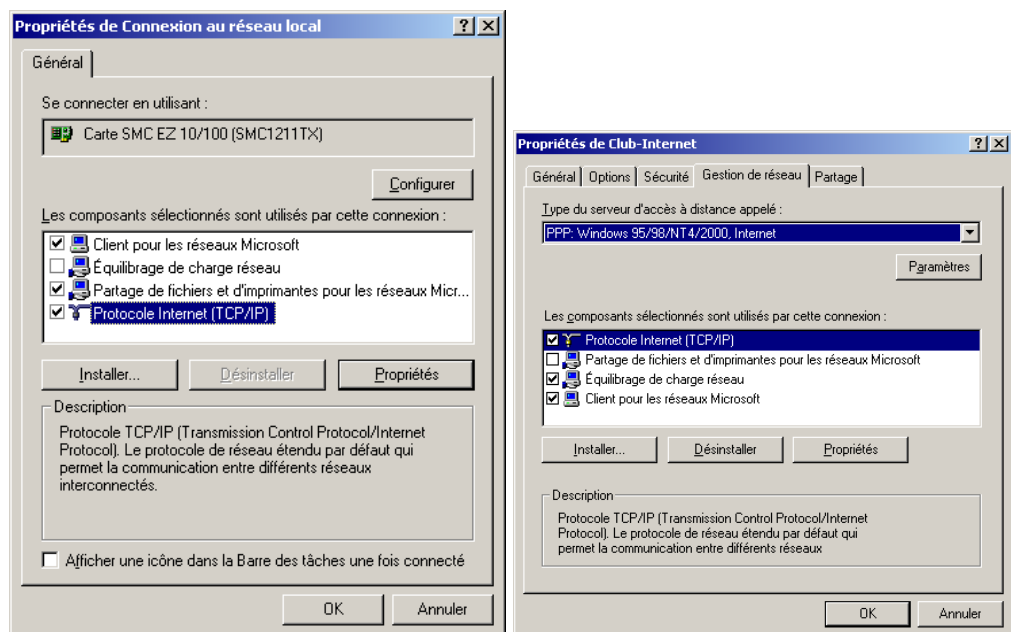 Propriétés de Connexion au réseau local
Général
Se connecter en utilisant :
Carte SMC EZ 10/100 (SMC1211TX)
Configurer
Les composants sélectionnés sont utilisés par cette connexion :
Client pour les réseaux Microsoft
Équilibrage de charge réseau
Partage de fichiers et d'imprimantes pour les réseaux Micr...
Protocole Internet (TCP/IP)
Installer... Désinstaller Propriétés
Description
Protocole TCP/IP (Transmission Control Protocol/Internet
Protocol). Le protocole de réseau étendu par défaut qui
permet la communication entre différents réseaux
interconnectés.
Afficher une icône dans la Barre des tâches une fois connecté
OK Annuler
Propriétés de Club-Internet
Général Options Sécurité Gestion de réseau Partage
Type du serveur d'accès à distance appelé :
PPP: Windows 95/98/NT4/2000, Internet
Paramètres
Les composants sélectionnés sont utilisés par cette connexion :
Protocole Internet (TCP/IP)
Partage de fichiers et d'imprimantes pour les réseaux Microsoft
Équilibrage de charge réseau
Client pour les réseaux Microsoft
Installer... Désinstaller Propriétés
Description
Protocole TCP/IP (Transmission Control Protocol/Internet
Protocol). Le protocole de réseau étendu par défaut qui
permet la communication entre différents réseaux
OK Annuler